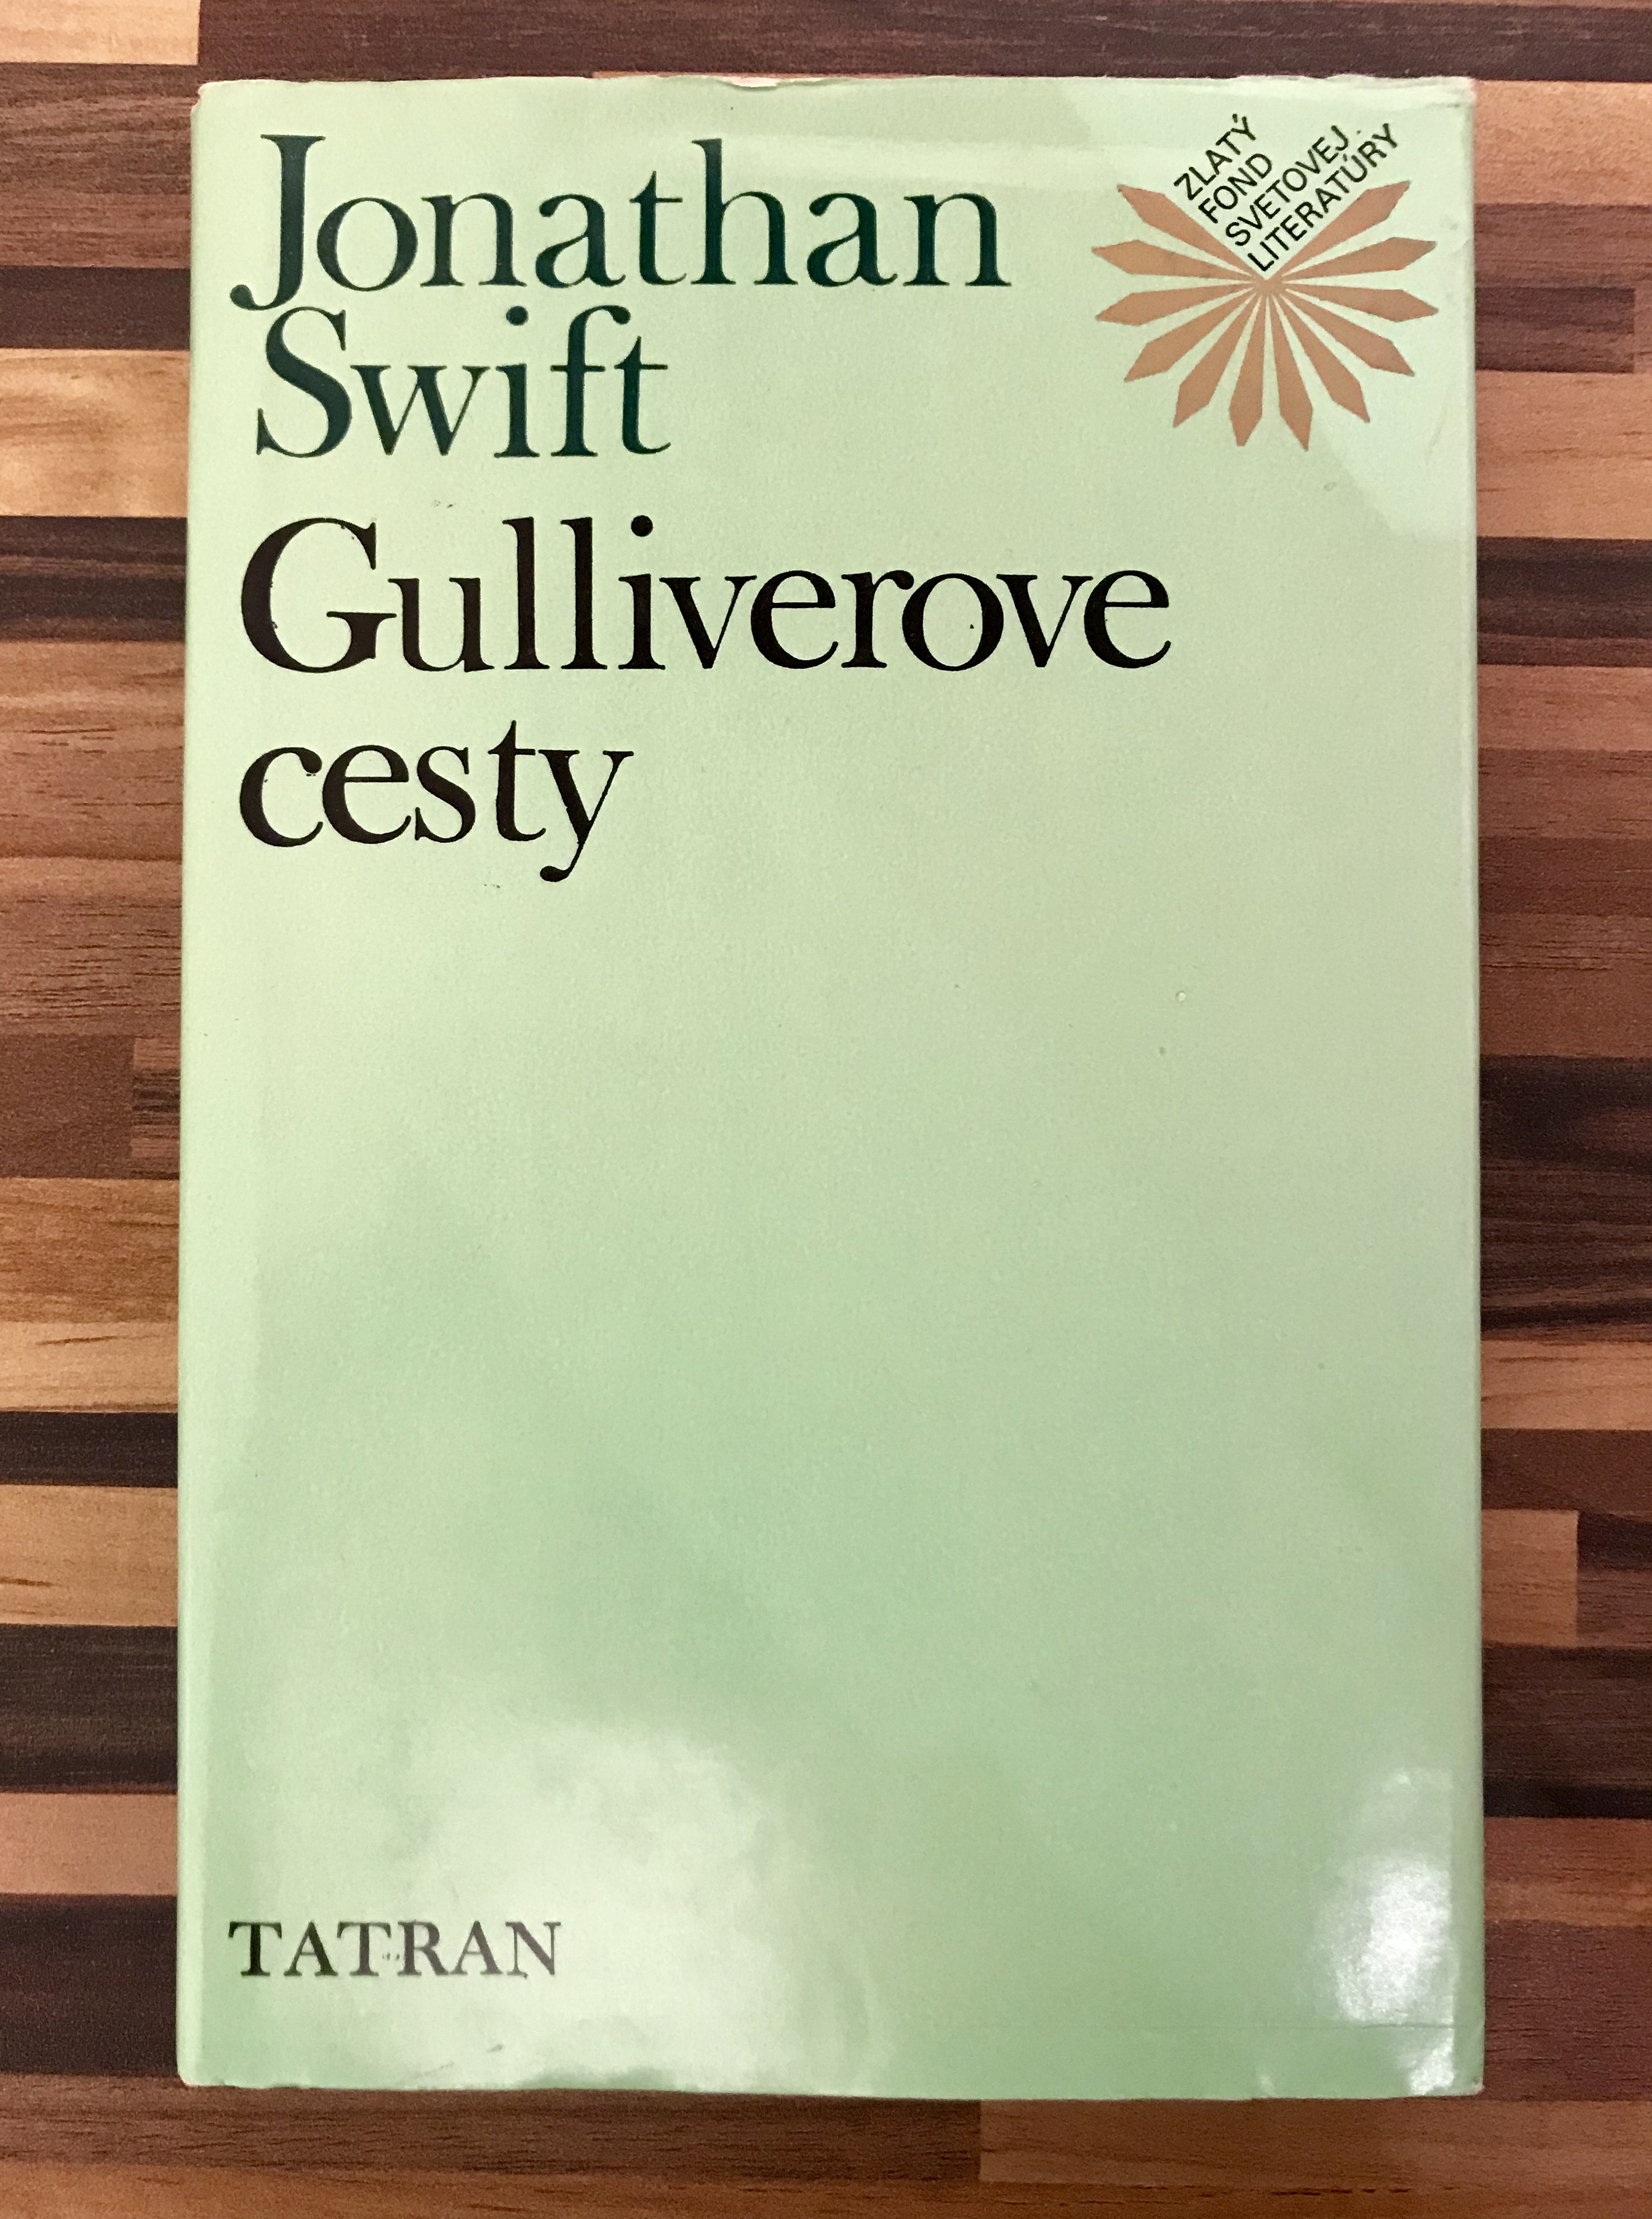 Jonathan
Swift
Gulliverove
cesty
ZLATÝ
FOND
SVETOVEJ
LITERATÚRY
TATRAN